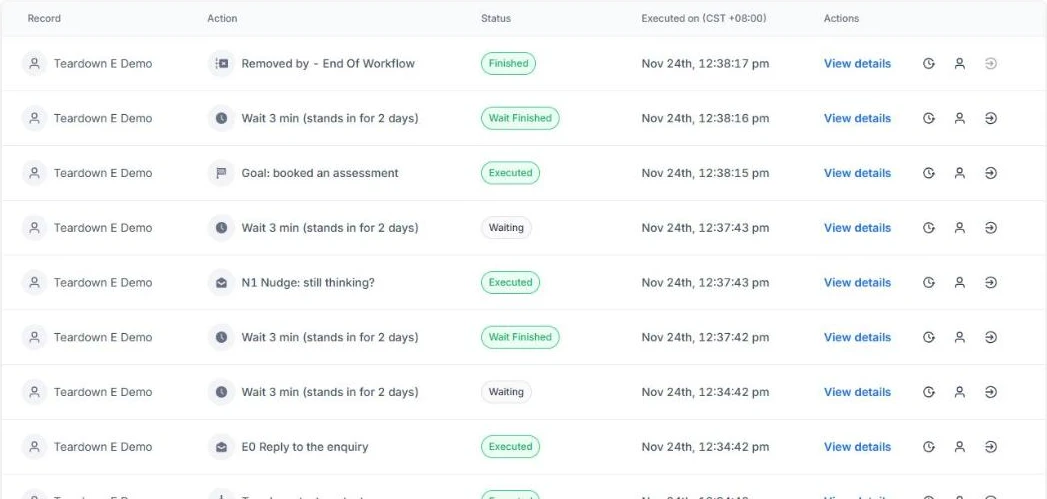 Record Action Status Executed on (CST +08:00) Actions
Teardown E Demo Removed by - End Of Workflow Finished Nov 24th, 12:38:17 pm View details
Teardown E Demo Wait 3 min (stands in for 2 days) Wait Finished Nov 24th, 12:38:16 pm View details
Teardown E Demo Goal: booked an assessment Executed Nov 24th, 12:38:15 pm View details
Teardown E Demo Wait 3 min (stands in for 2 days) Waiting Nov 24th, 12:37:43 pm View details
Teardown E Demo N1 Nudge: still thinking? Executed Nov 24th, 12:37:43 pm View details
Teardown E Demo Wait 3 min (stands in for 2 days) Wait Finished Nov 24th, 12:37:42 pm View details
Teardown E Demo Wait 3 min (stands in for 2 days) Waiting Nov 24th, 12:34:42 pm View details
Teardown E Demo E0 Reply to the enquiry Executed Nov 24th, 12:34:42 pm View details